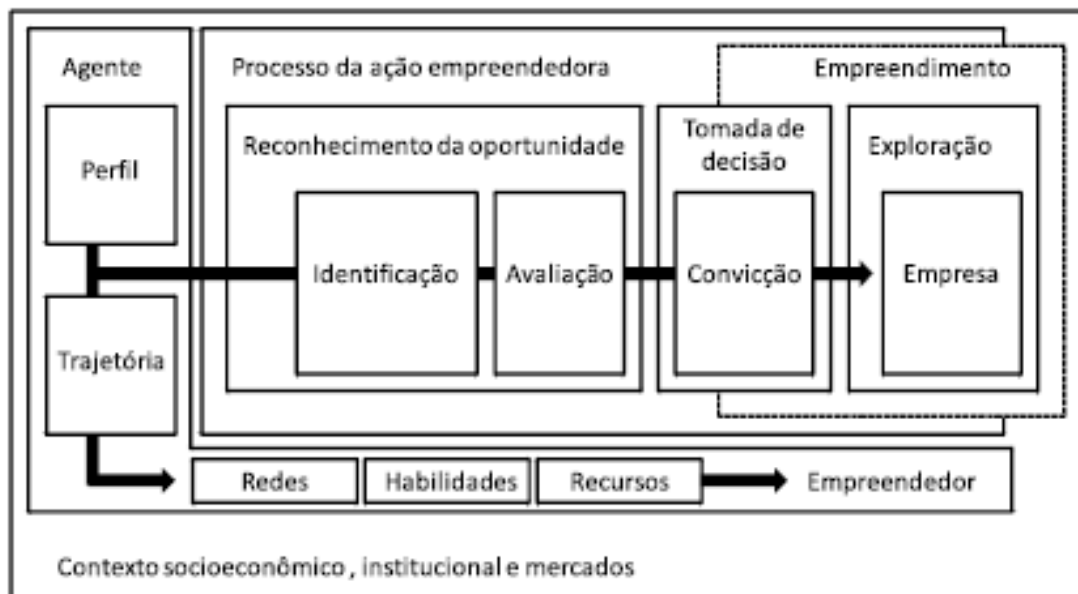 Agente
Processo da ação empreendedora
Empreendimento
Perfil
Reconhecimento da oportunidade
Tomada de
decisão
Exploração
Identificação
Avaliação
Convicção
Empresa
Trajetória
Redes
Habilidades
Recursos
Empreendedor
Contexto socioeconômico , institucional e mercados